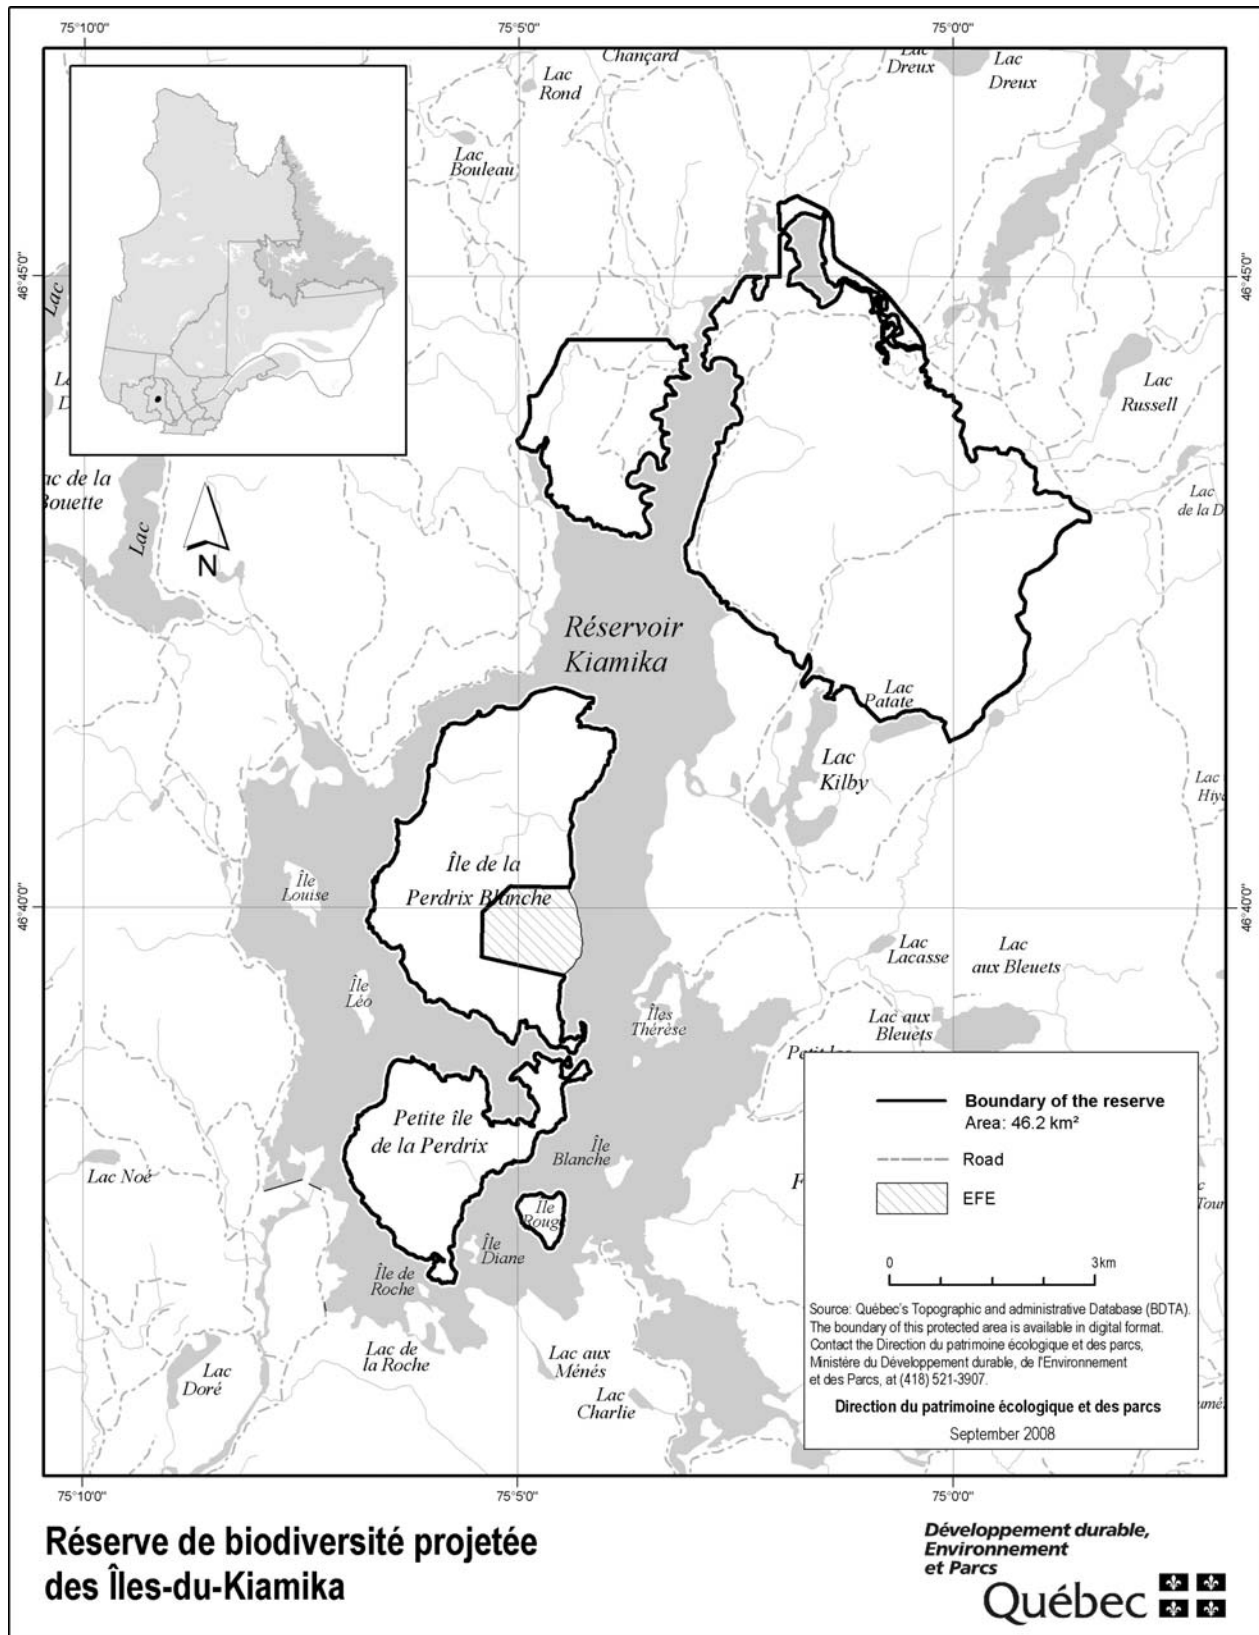 75°10'0"
75°5'0"
75°0'0"
Chançard
Lac
Rond
Lac
Dreux
Lac
Dreux
Lac
Bouleau
46°45'0"
46°45'0"
Lac
Lac
Russell
Lac
de la D
ac de la
Bouette
Lac
N
Réservoir
Kiamika
Lac
Patate
Lac
Kilby
Lac
Hiya
Île
Louise
Île de la
Perdrix Blanche
46°40'0"
46°40'0"
Lac
Lacasse
Lac
aux Bleuets
Île
Léo
Îles
Thérèse
Lac aux
Bleuets
Petit lac
Petite île
de la Perdrix
Île
Blanche
Lac Noé
Île
Rouge
Île
Diane
Île de
Roche
Lac de
la Roche
Lac
Doré
Lac aux
Ménés
Lac
Charlie
F
Tour
Boundary of the reserve
Area: 46.2 km²
Road
EFE
0 3km
Source: Québec's Topographic and administrative Database (BDTA).
The boundary of this protected area is available in digital format.
Contact the Direction du patrimoine écologique et des parcs,
Ministère du Développement durable, de l'Environnement
et des Parcs, at (418) 521-3907.
Direction du patrimoine écologique et des parcs
September 2008
75°10'0"
75°5'0"
75°0'0"
Réserve de biodiversité projetée
des Îles-du-Kiamika
Développement durable,
Environnement
et Parcs
Québec